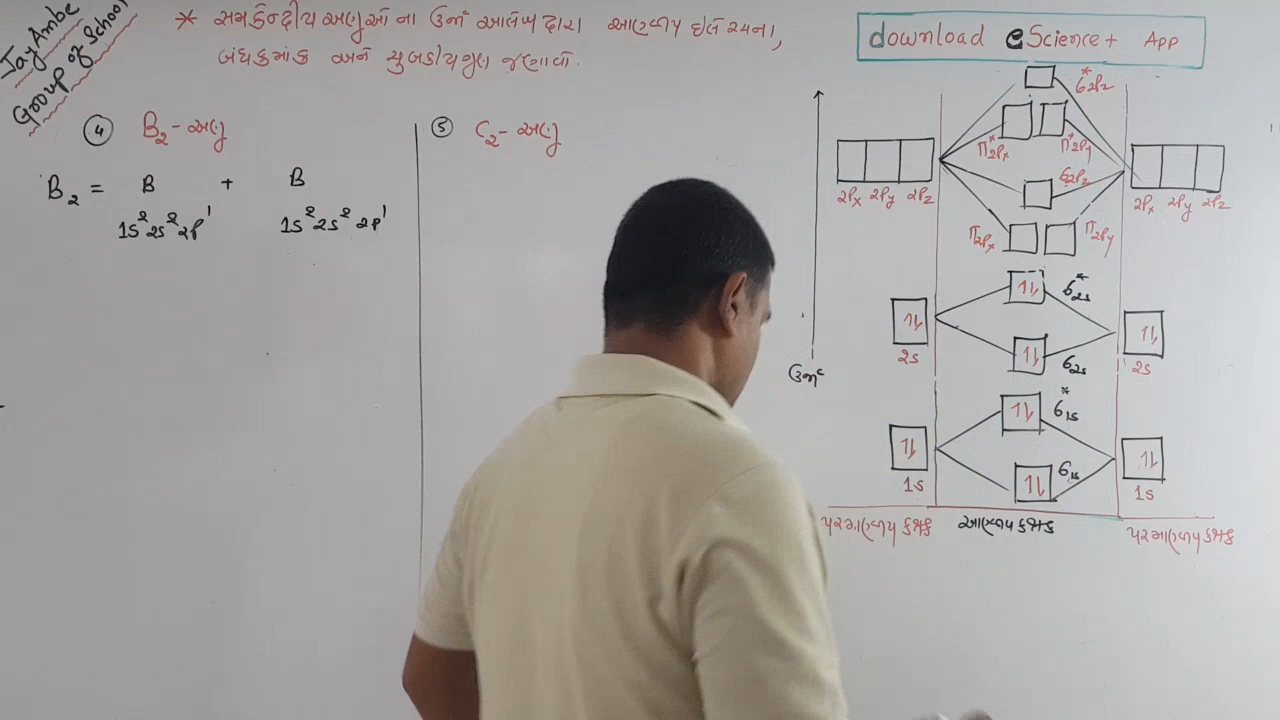 Jay Ambe
Group of School
* સમકેન્દ્રીય અણુઓ ના ઉર્જા આલેખ દ્વારા આણ્વીય ઇલે રચના,
બંધક્રમાંક અને ચુંબકીય ગુણ જણાવો.
download eScience+ App
④ B₂-અણુ
⑤ C₂-અણુ
B₂ = B + B
1s² 2s² 2p¹ 1s² 2s² 2p¹
σ*2Pz
π*2Px π*2Py
2Px 2Py 2Pz
σ2Pz
2Px 2Py 2Pz
π2Px π2Py
⥮ σ*2s
⥮ ⥮
2s 2s
⥮ σ2s
ઉર્જા
⥮ σ*1s
⥮ ⥮
⥮ σ1s
1s 1s
પરમાણ્વીય કક્ષક આણ્વીય કક્ષક પરમાણ્વીય કક્ષક